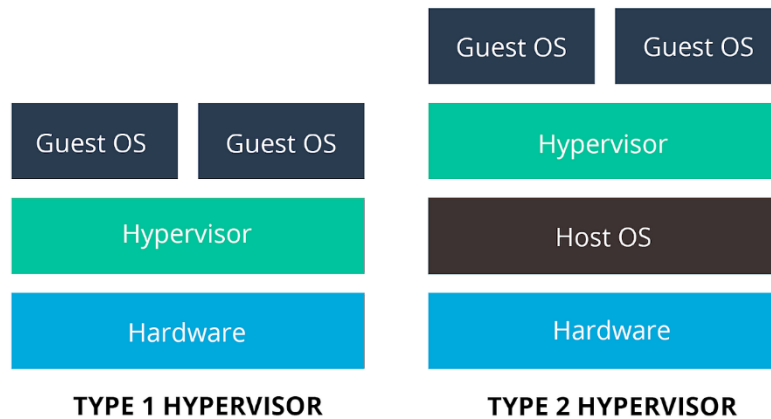 Guest OS
Guest OS
Hypervisor
Hardware
TYPE 1 HYPERVISOR
Guest OS
Guest OS
Hypervisor
Host OS
Hardware
TYPE 2 HYPERVISOR